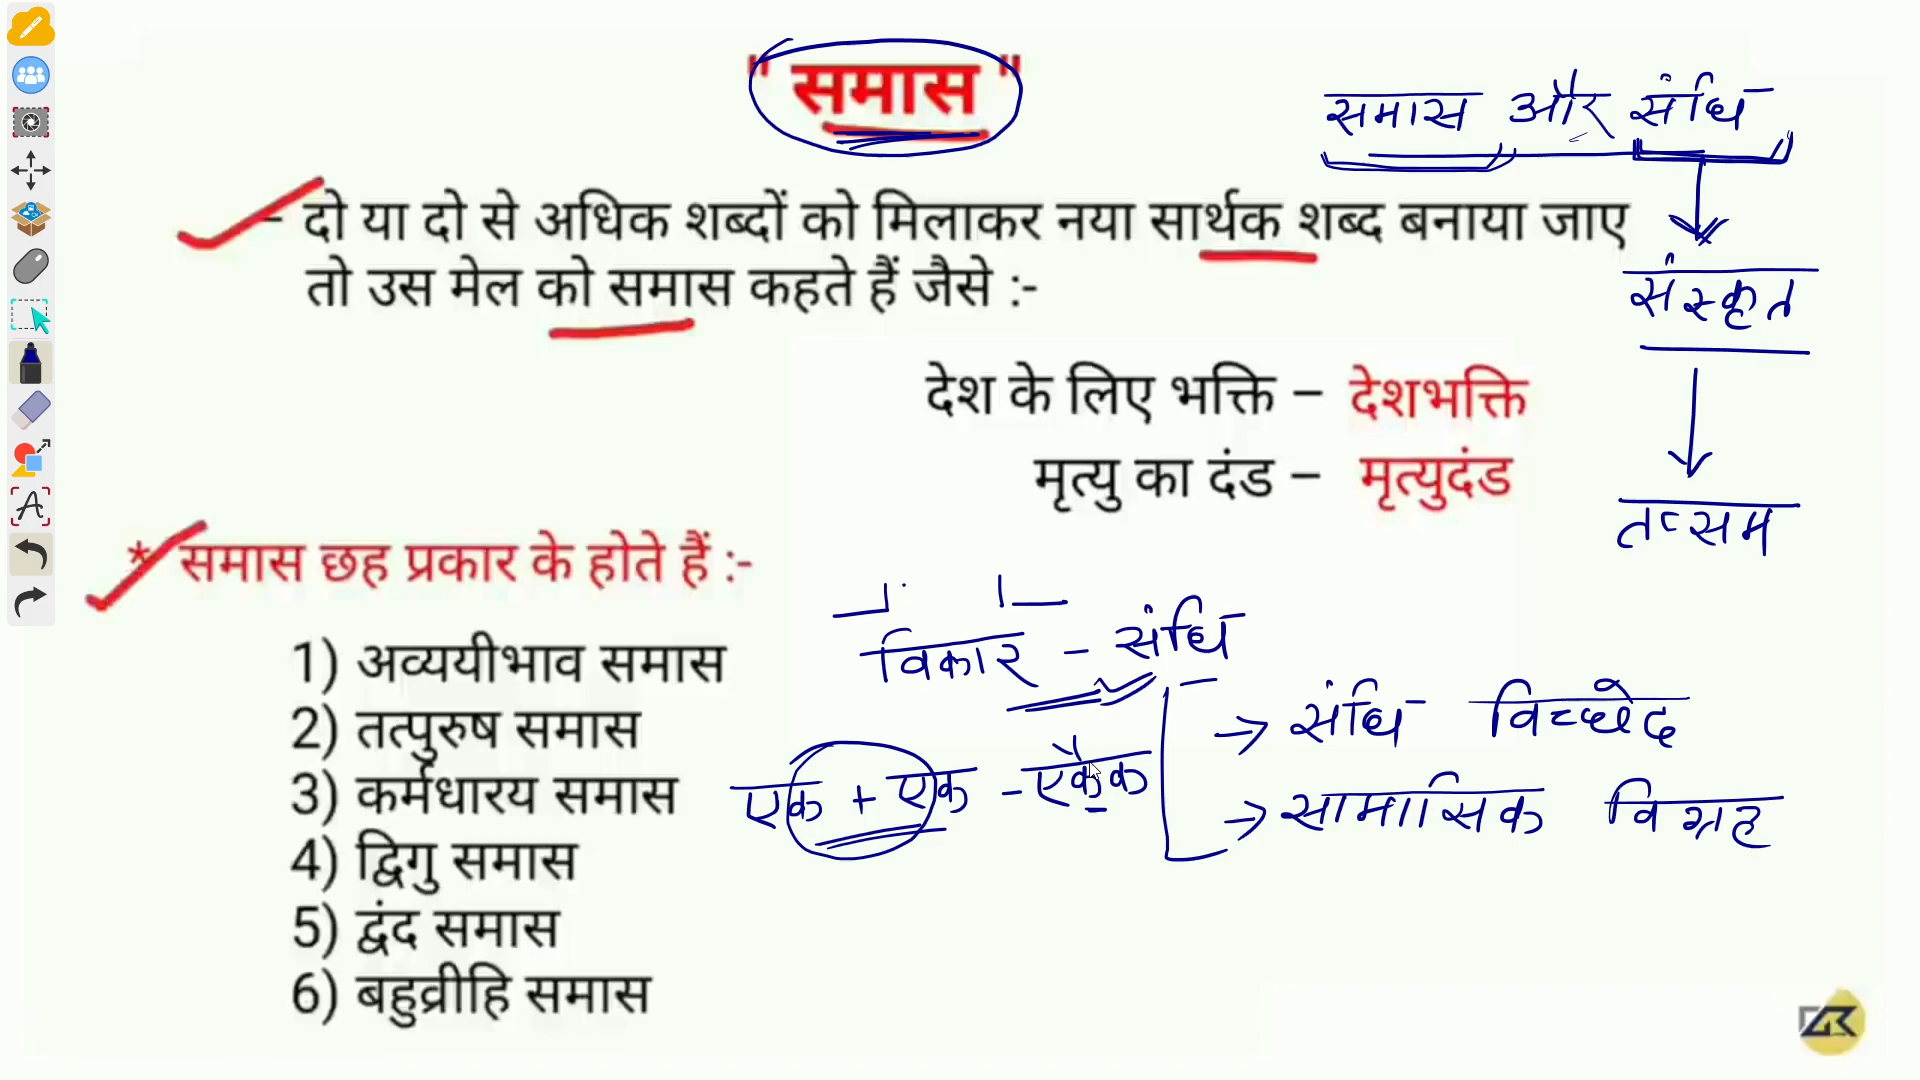 " समास "
समास और संधि
- दो या दो से अधिक शब्दों को मिलाकर नया सार्थक शब्द बनाया जाए
तो उस मेल को समास कहते हैं जैसे :-
संस्कृत
देश के लिए भक्ति – देशभक्ति
मृत्यु का दंड – मृत्युदंड
तत्सम
* समास छह प्रकार के होते हैं :-
विकार - संधि
1) अव्ययीभाव समास
→ संधि विच्छेद
2) तत्पुरुष समास
3) कर्मधारय समास
एक + एक - एकैक
→ सामासिक विग्रह
4) द्विगु समास
5) द्वंद समास
6) बहुव्रीहि समास